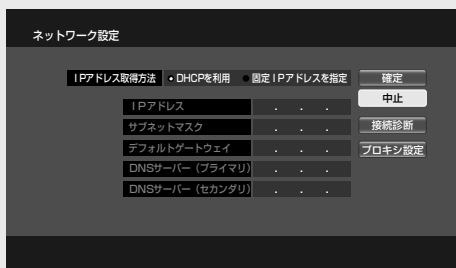 ネットワーク設定
IPアドレス取得方法 DHCPを利用 固定IPアドレスを指定 確定
IPアドレス . . . 中止
サブネットマスク . . . 接続診断
デフォルトゲートウェイ . . . プロキシ設定
DNSサーバー（プライマリ） . . .
DNSサーバー（セカンダリ） . . .